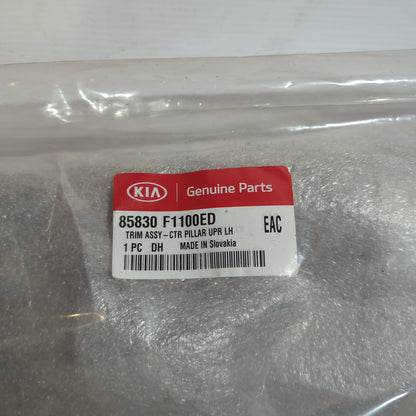 KIA Genuine Parts
85830 F1100ED EAC
TRIM ASSY-CTR PILLAR UPR LH
1 PC DH MADE IN Slovakia